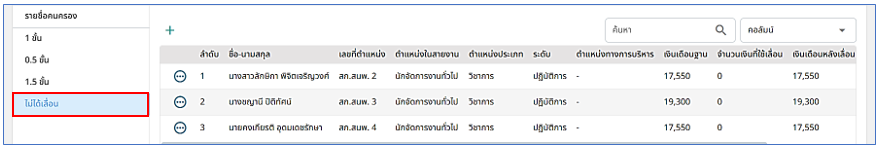 รายชื่อคนครอง
1 ขั้น
0.5 ขั้น
1.5 ขั้น
ไม่ได้เลื่อน
ค้นหา คอลัมน์
ลำดับ ชื่อ-นามสกุล เลขที่ตำแหน่ง ตำแหน่งในสายงาน ตำแหน่งประเภท ระดับ ตำแหน่งทางการบริหาร เงินเดือนฐาน จำนวนเงินที่ใช้เลื่อน เงินเดือนหลังเลื่อน
1 นางสาวลักษิกา พิจิตเจริญวงศ์ สก.สนพ. 2 นักจัดการงานทั่วไป วิชาการ ปฏิบัติการ - 17,550 0 17,550
2 นางชญานี ปิติทัศน์ สก.สนพ. 3 นักจัดการงานทั่วไป วิชาการ ปฏิบัติการ - 19,300 0 19,300
3 นายคงเกียรติ อุดมเดชรักษา สก.สนพ. 4 นักจัดการงานทั่วไป วิชาการ ปฏิบัติการ - 17,550 0 17,550